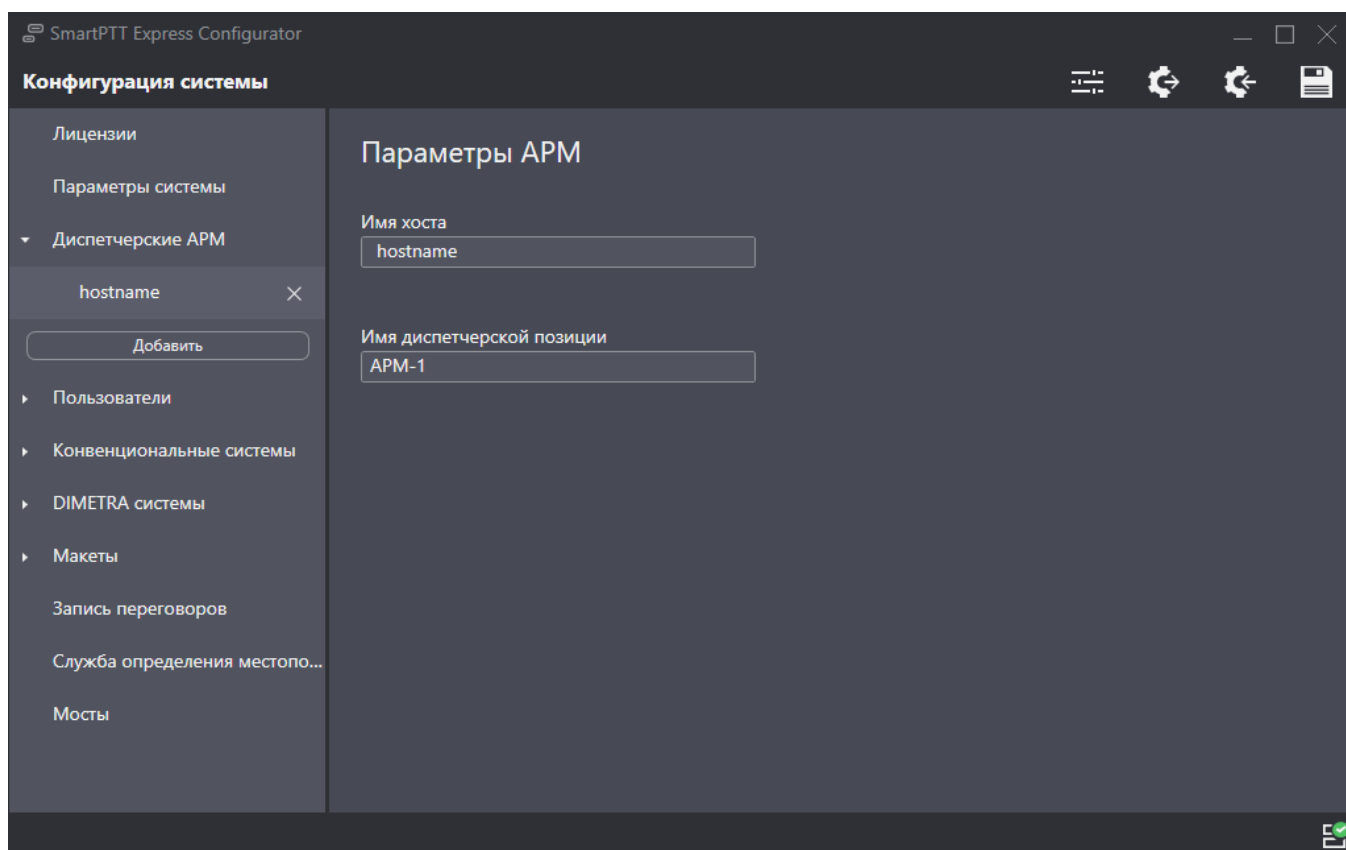 SmartPTT Express Configurator
Конфигурация системы
Лицензии
Параметры системы
Диспетчерские АРМ
hostname
Добавить
Пользователи
Конвенциональные системы
DIMETRA системы
Макеты
Запись переговоров
Служба определения местопо...
Мосты
Параметры АРМ
Имя хоста
hostname
Имя диспетчерской позиции
АРМ-1